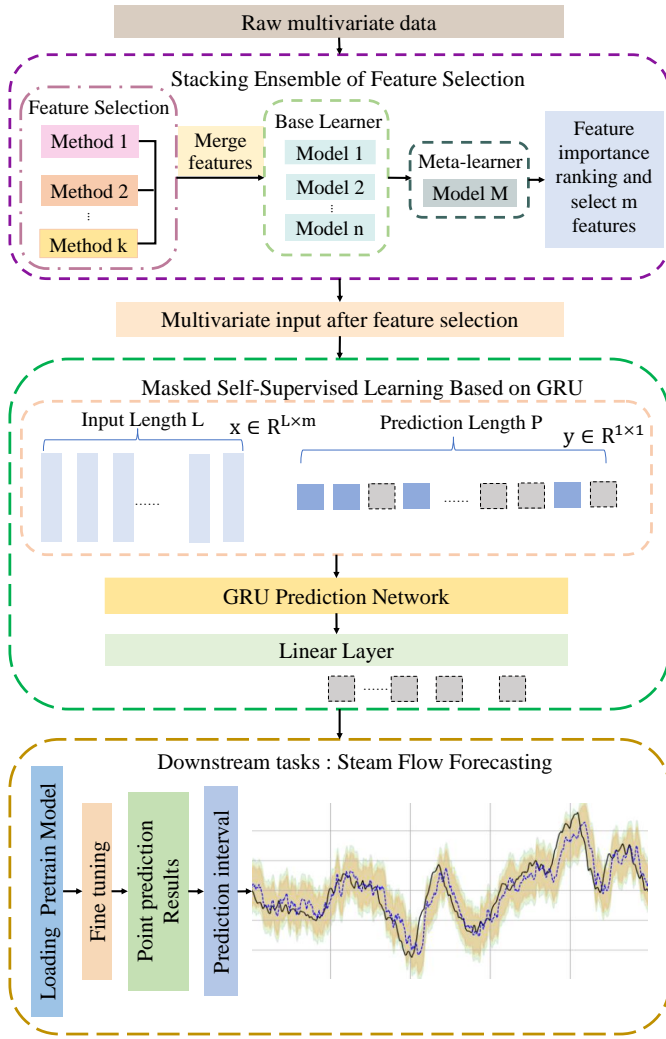 Raw multivariate data
Stacking Ensemble of Feature Selection
Feature Selection
Method 1
Method 2
...
Method k
Merge
features
Base Learner
Model 1
Model 2
...
Model n
Meta-learner
Model M
Feature
importance
ranking and
select m
features
Multivariate input after feature selection
Masked Self-Supervised Learning Based on GRU
Input Length L
x ∈ R^{L×m}
Prediction Length P
y ∈ R^{1×1}
......
......
GRU Prediction Network
Linear Layer
......
Downstream tasks : Steam Flow Forecasting
Loading Pretrain Model
Fine tuning
Point prediction
Results
Prediction interval